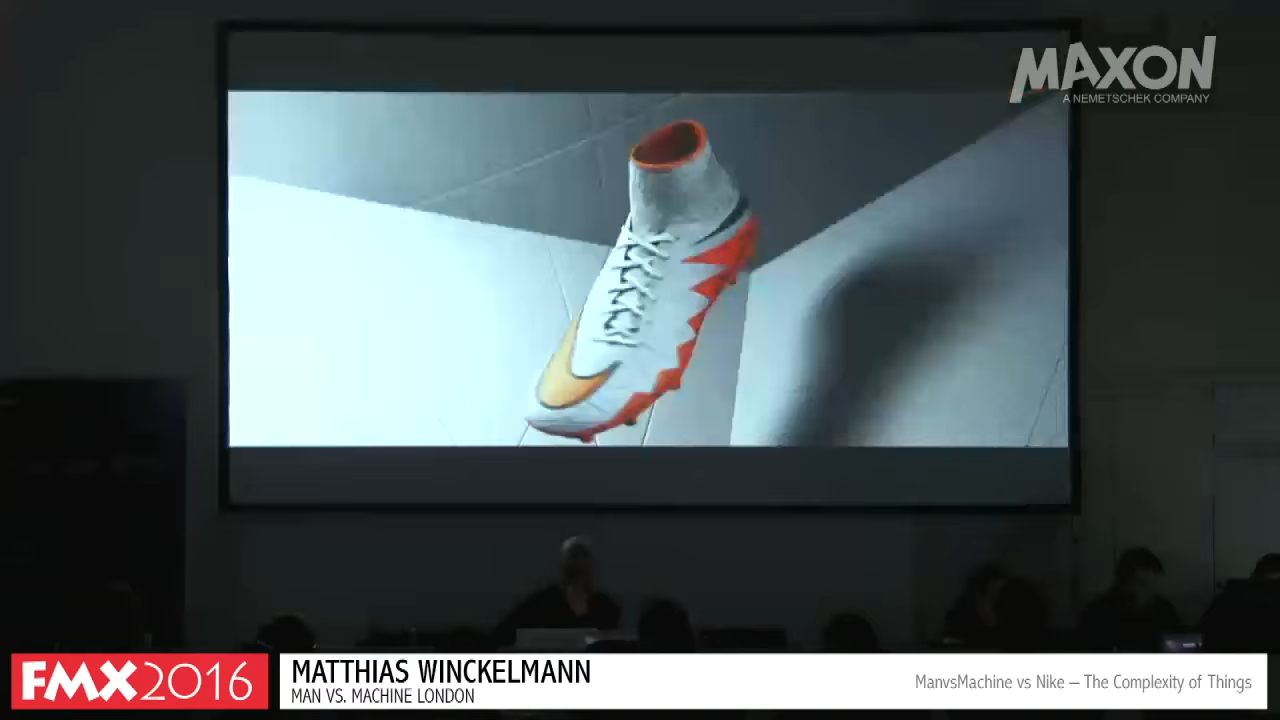 MAXON
A NEMETSCHEK COMPANY
FMX2016
MATTHIAS WINCKELMANN
MAN VS. MACHINE LONDON
ManvsMachine vs Nike – The Complexity of Things